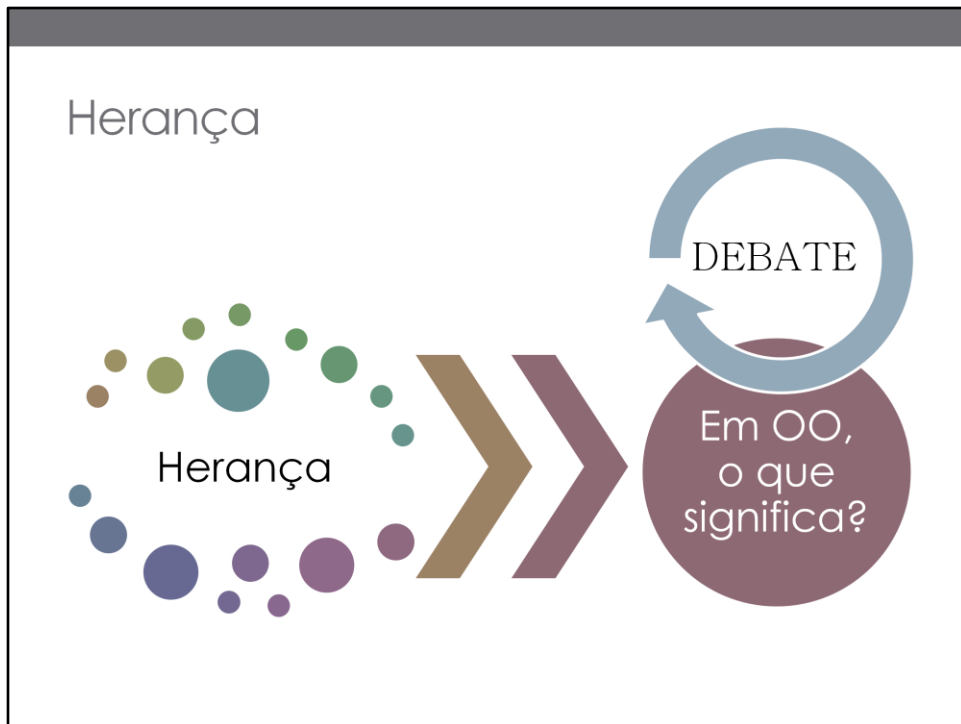 Herança
Herança
DEBATE
Em OO,
o que
significa?